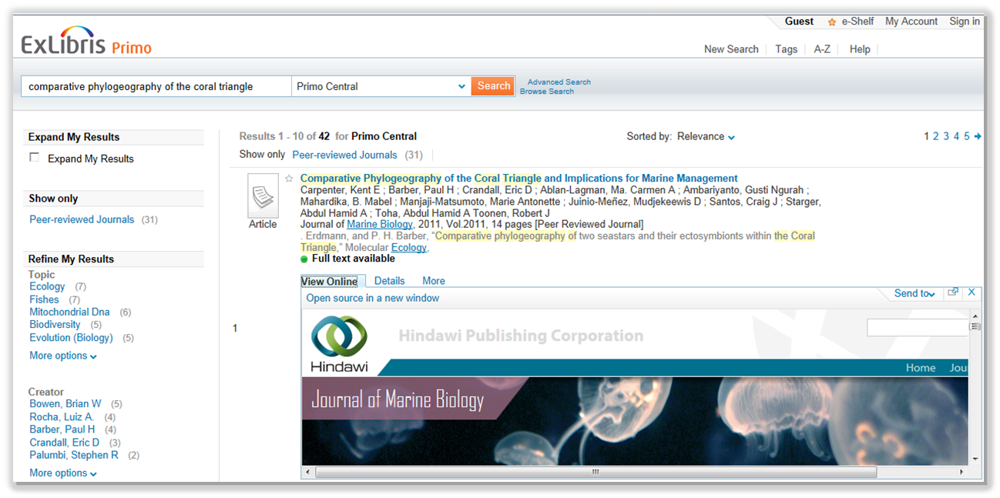 Guest e-Shelf My Account Sign in
ExLibris Primo
New Search Tags A-Z Help
comparative phylogeography of the coral triangle Primo Central Search Advanced Search
Browse Search
Expand My Results
Expand My Results
Show only
Peer-reviewed Journals (31)
Refine My Results
Topic
Ecology (7)
Fishes (7)
Mitochondrial Dna (6)
Biodiversity (5)
Evolution (Biology) (5)
More options
Creator
Bowen, Brian W (5)
Rocha, Luiz A. (4)
Barber, Paul H (4)
Crandall, Eric D (3)
Palumbi, Stephen R (2)
More options
Results 1 - 10 of 42 for Primo Central Sorted by: Relevance 1 2 3 4 5
Show only Peer-reviewed Journals (31)
1
Article
Comparative Phylogeography of the Coral Triangle and Implications for Marine Management
Carpenter, Kent E ; Barber, Paul H ; Crandall, Eric D ; Ablan-Lagman, Ma. Carmen A ; Ambariyanto, Gusti Ngurah ;
Mahardika, B. Mabel ; Manjaji-Matsumoto, Marie Antonette ; Juinio-Meñez, Mudjekeewis D ; Santos, Craig J ; Starger,
Abdul Hamid A ; Toha, Abdul Hamid A Toonen, Robert J
Journal of Marine Biology, 2011, Vol.2011, 14 pages [Peer Reviewed Journal]
. Erdmann, and P. H. Barber, “Comparative phylogeography of two seastars and their ectosymbionts within the Coral
Triangle,” Molecular Ecology,
Full text available
View Online Details More
Open source in a new window Send to X
Hindawi Publishing Corporation
Hindawi
Home Jou
Journal of Marine Biology